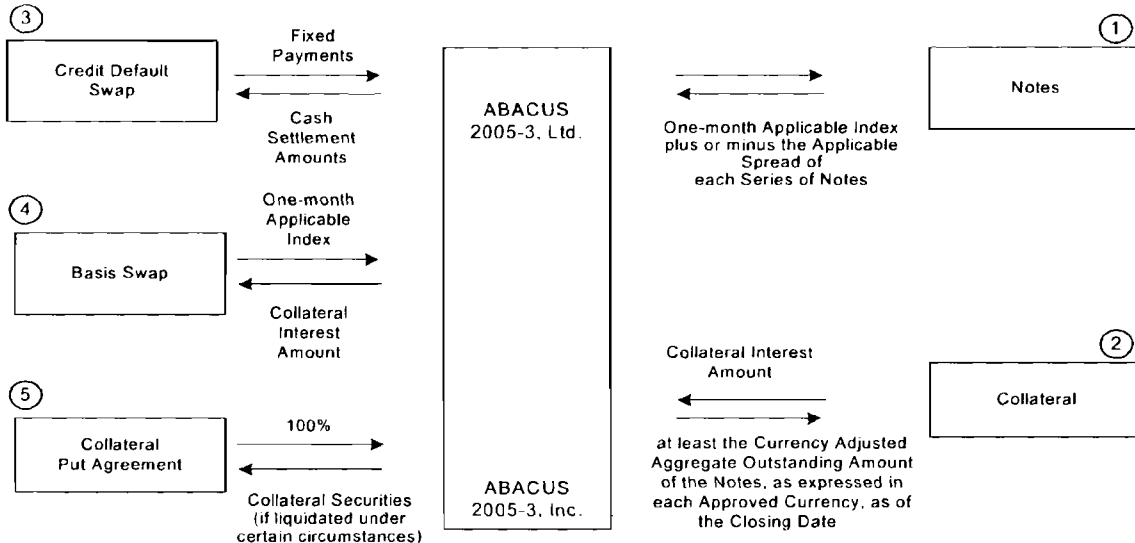 3
Credit Default
Swap
Fixed
Payments
Cash
Settlement
Amounts
4
Basis Swap
One-month
Applicable
Index
Collateral
Interest
Amount
5
Collateral
Put Agreement
100%
Collateral Securities
(if liquidated under
certain circumstances)
ABACUS
2005-3, Ltd.
ABACUS
2005-3, Inc.
1
Notes
One-month Applicable Index
plus or minus the Applicable
Spread of
each Series of Notes
2
Collateral
Collateral Interest
Amount
at least the Currency Adjusted
Aggregate Outstanding Amount
of the Notes, as expressed in
each Approved Currency, as of
the Closing Date